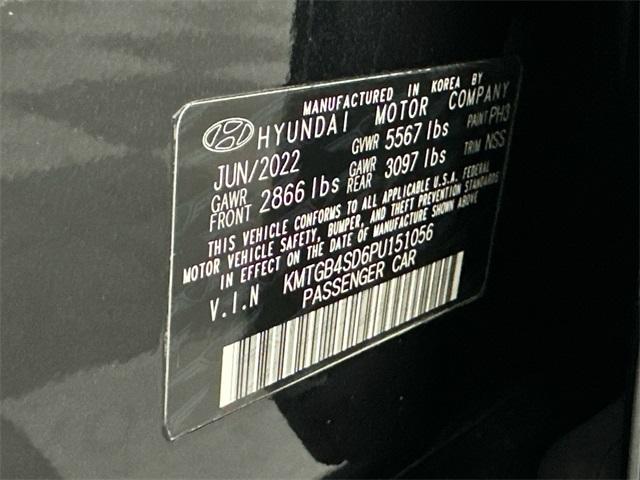 MANUFACTURED IN KOREA BY
HYUNDAI MOTOR COMPANY
JUN/2022 GVWR 5567 lbs PAINT PH3
GAWR FRONT 2866 lbs GAWR REAR 3097 lbs TRIM NSS
THIS VEHICLE CONFORMS TO ALL APPLICABLE U.S.A. FEDERAL
MOTOR VEHICLE SAFETY, BUMPER, AND THEFT PREVENTION STANDARDS
IN EFFECT ON THE DATE OF MANUFACTURE SHOWN ABOVE
V.I.N KMTGB4SD6PU151056
PASSENGER CAR